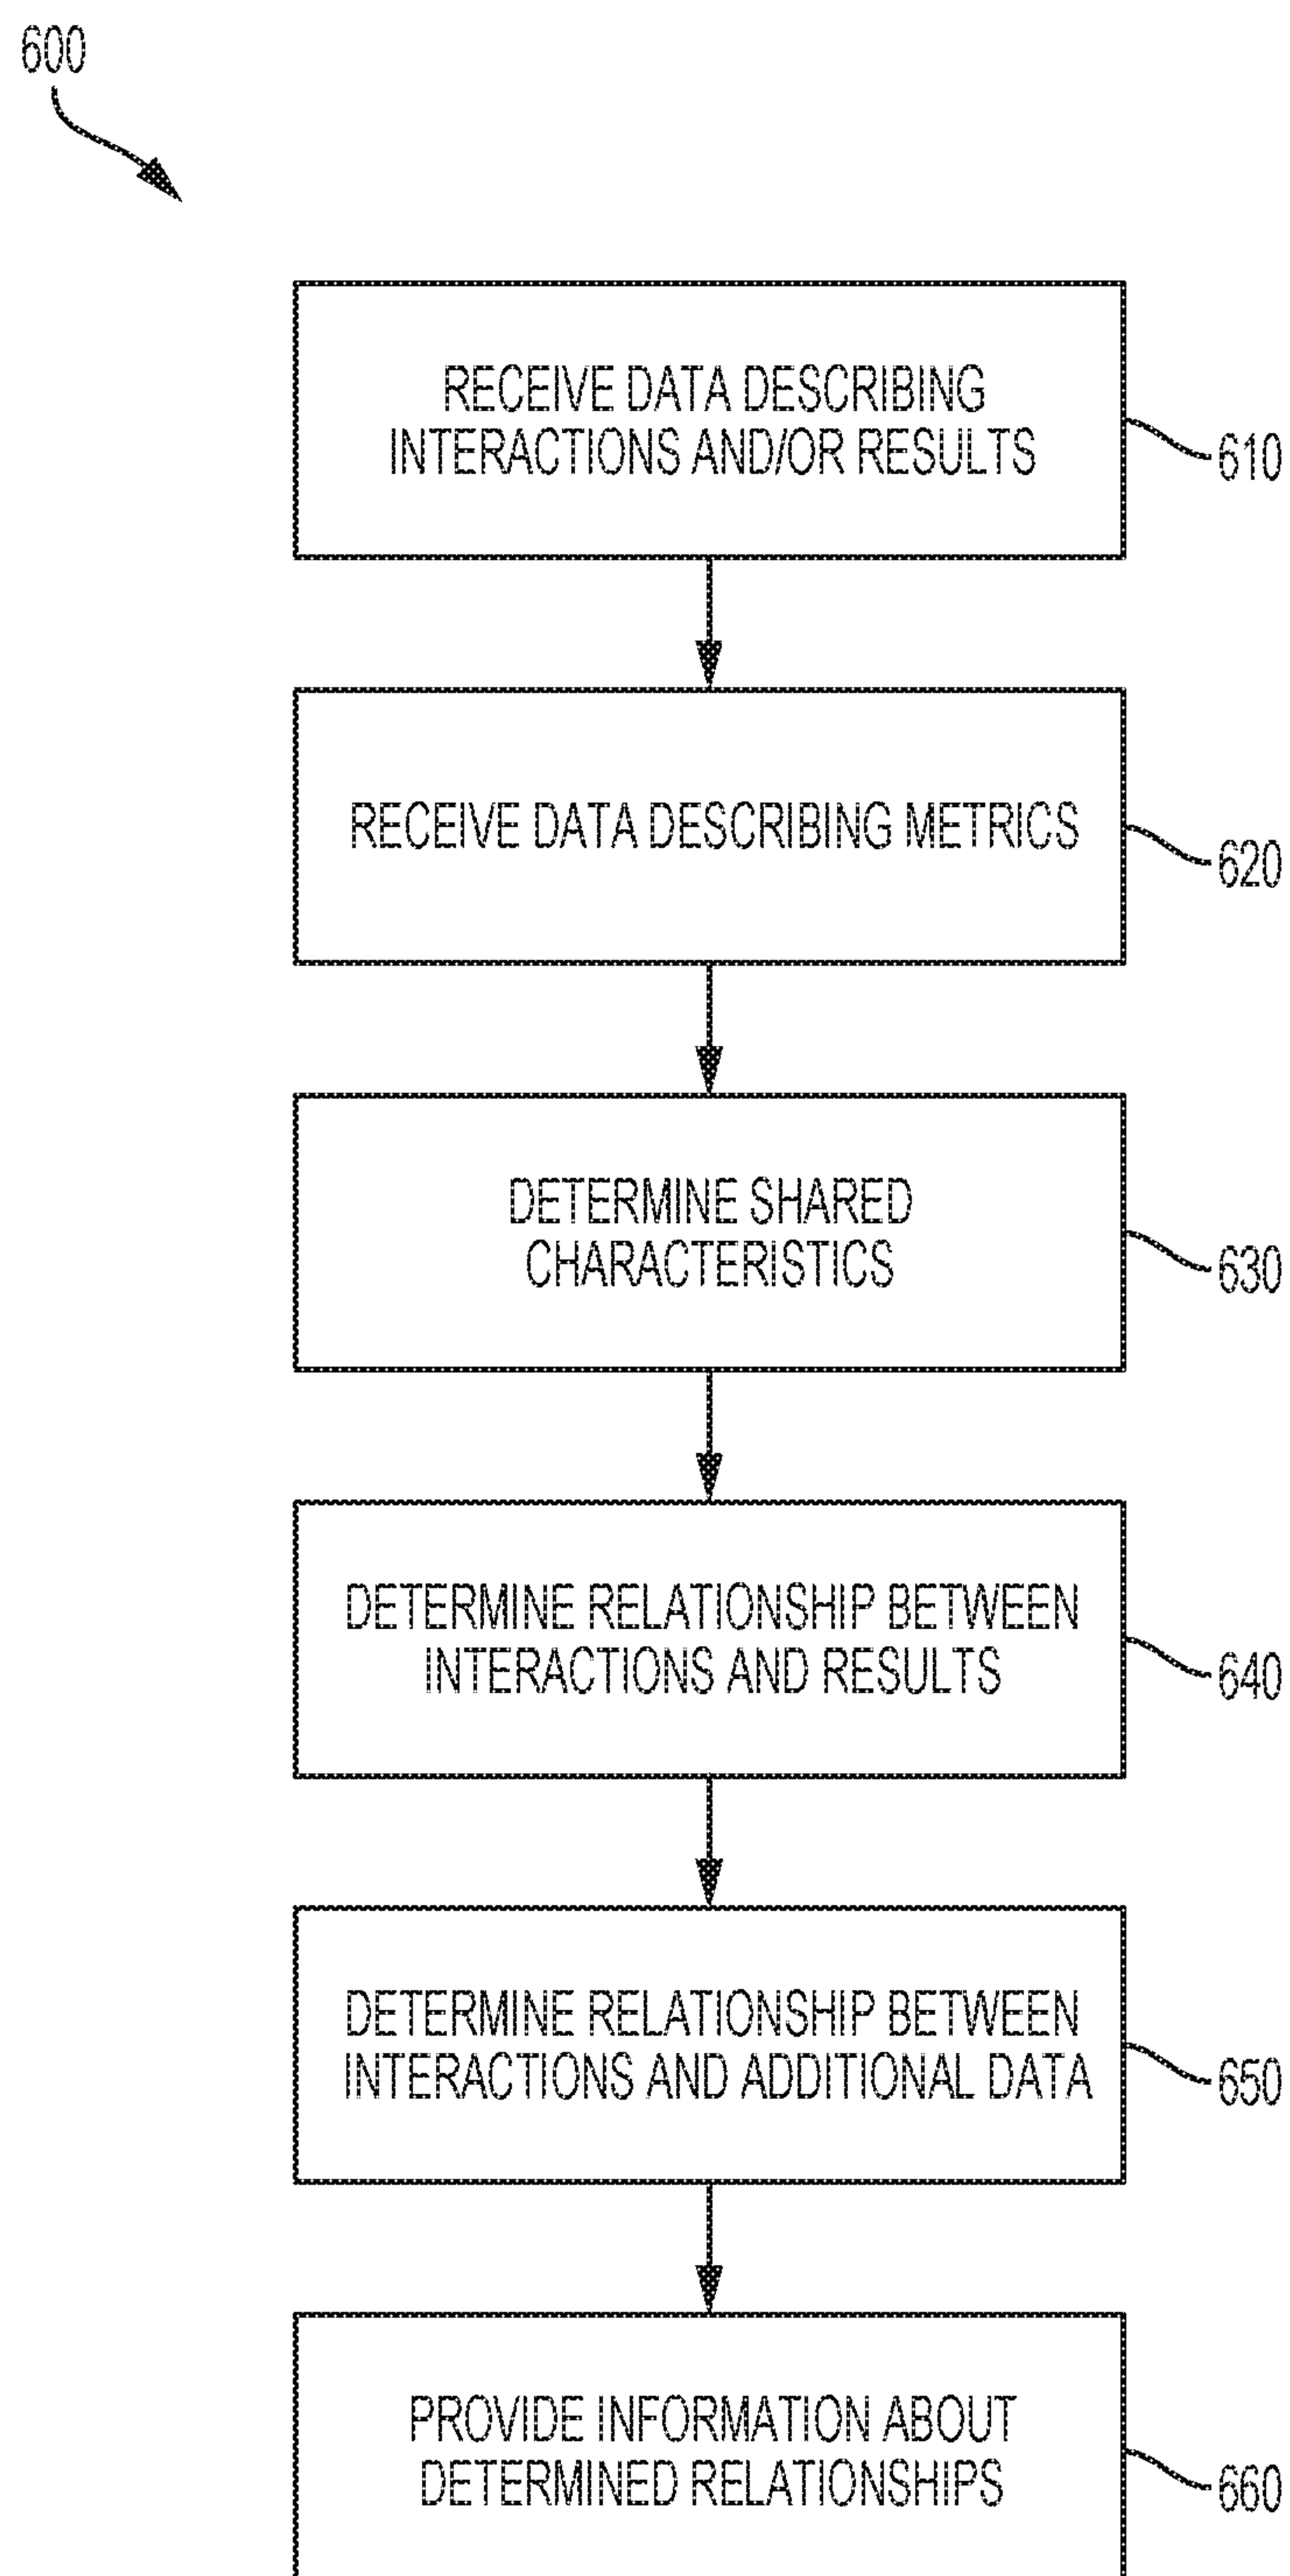 600
RECEIVE DATA DESCRIBING
INTERACTIONS AND/OR RESULTS
610
RECEIVE DATA DESCRIBING METRICS
620
DETERMINE SHARED
CHARACTERISTICS
630
DETERMINE RELATIONSHIP BETWEEN
INTERACTIONS AND RESULTS
640
DETERMINE RELATIONSHIP BETWEEN
INTERACTIONS AND ADDITIONAL DATA
650
PROVIDE INFORMATION ABOUT
DETERMINED RELATIONSHIPS
660